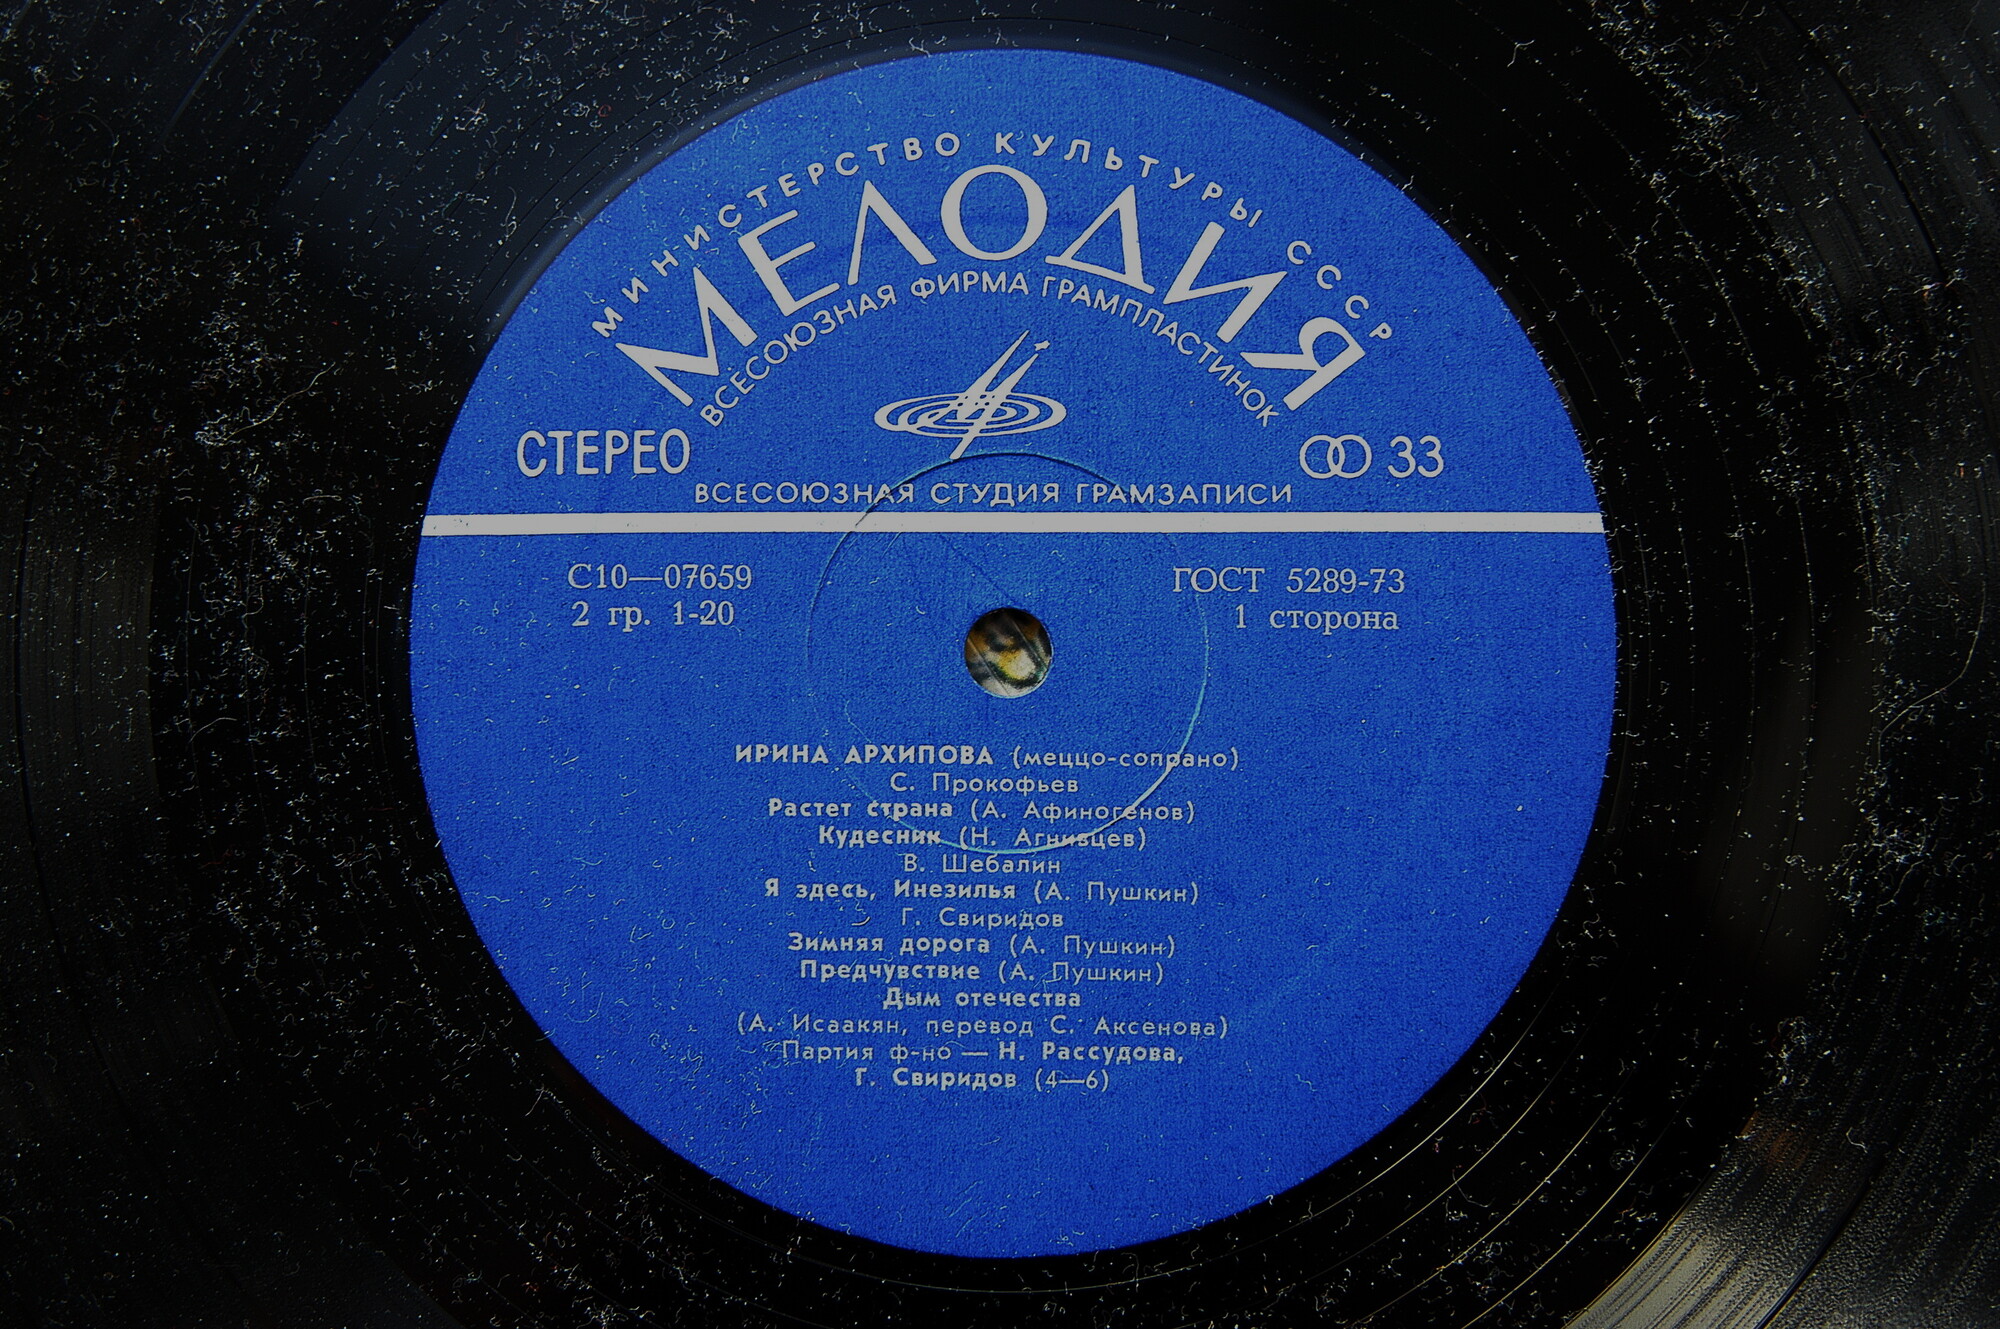 МИНИСТЕРСТВО КУЛЬТУРЫ СССР
МЕЛОДИЯ
ВСЕСОЮЗНАЯ ФИРМА ГРАМПЛАСТИНОК
СТЕРЕО
33
ВСЕСОЮЗНАЯ СТУДИЯ ГРАМЗАПИСИ
С10—07659
2 гр. 1-20
ГОСТ 5289-73
1 сторона
ИРИНА АРХИПОВА (меццо-сопрано)
С. Прокофьев
Растет страна (А. Афиногенов)
Кудесник (Н. Агнивцев)
В. Шебалин
Я здесь, Инезилья (А. Пушкин)
Г. Свиридов
Зимняя дорога (А. Пушкин)
Предчувствие (А. Пушкин)
Дым отечества
(А. Исаакян, перевод С. Аксенова)
Партия ф-но — Н. Рассудова,
Г. Свиридов (4—6)